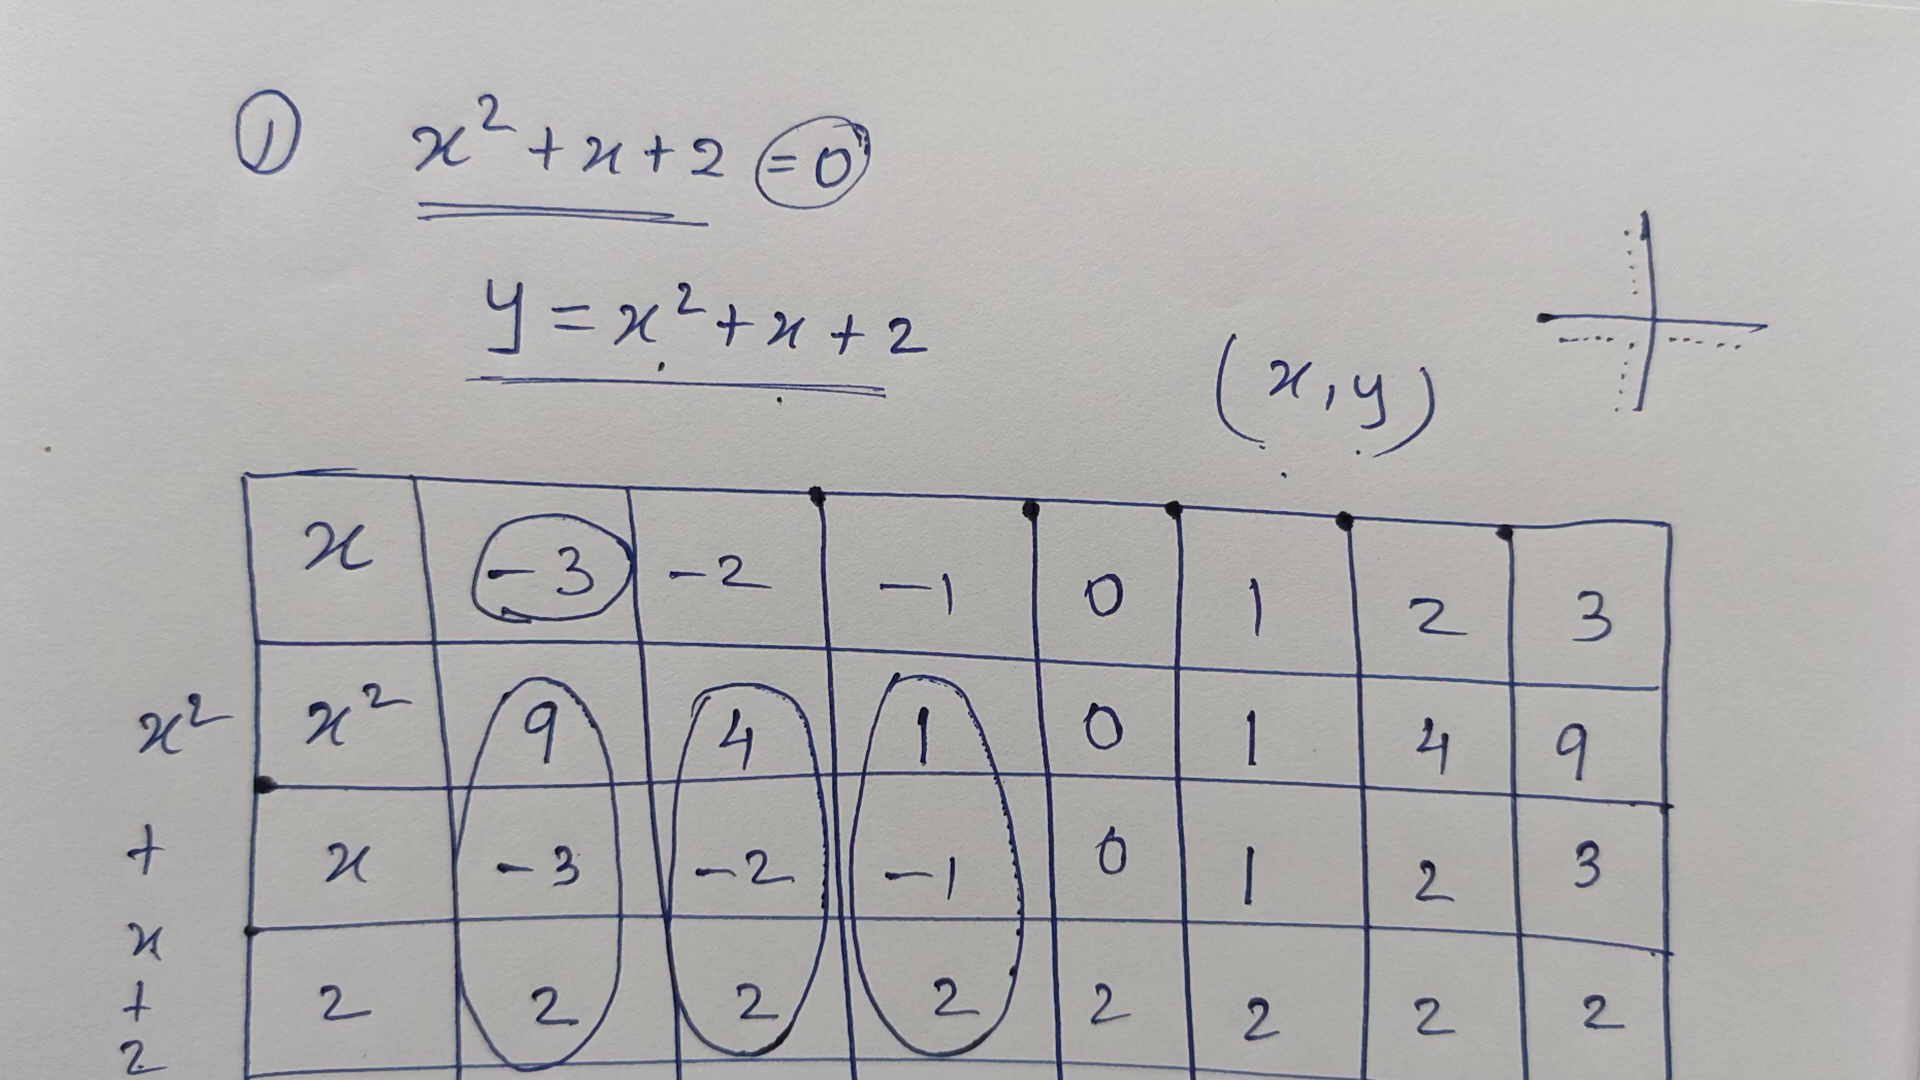 ① x² + x + 2 = 0
y = x² + x + 2
(x, y)
x -3 -2 -1 0 1 2 3
x² x² 9 4 1 0 1 4 9
+ x -3 -2 -1 0 1 2 3
x
+ 2 2 2 2 2 2 2 2
2